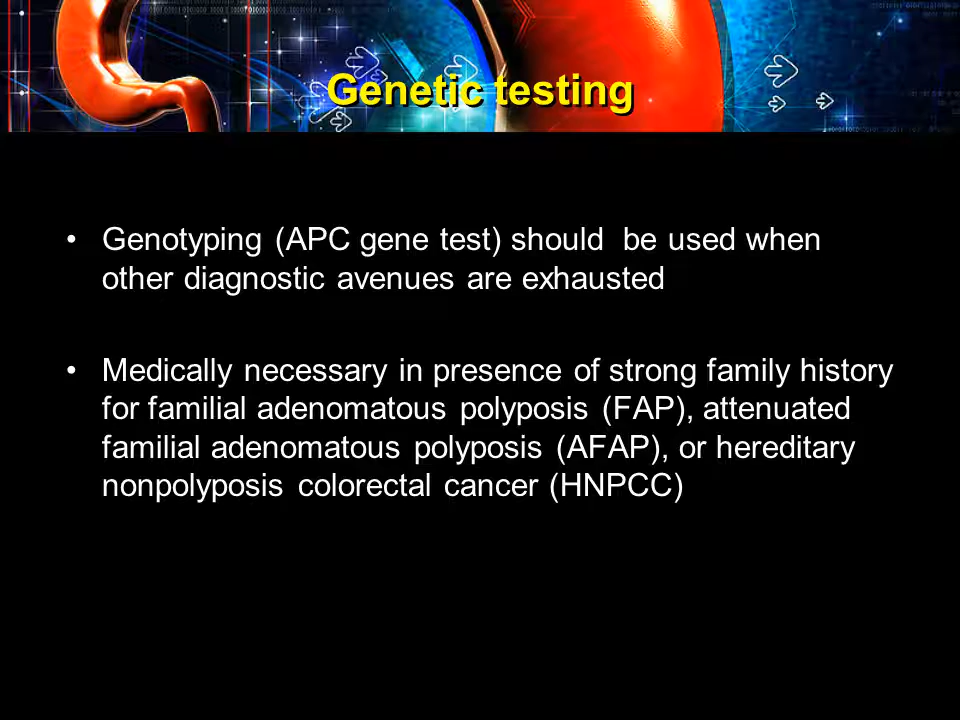 Genetic testing
• Genotyping (APC gene test) should  be used when
other diagnostic avenues are exhausted
• Medically necessary in presence of strong family history
for familial adenomatous polyposis (FAP), attenuated
familial adenomatous polyposis (AFAP), or hereditary
nonpolyposis colorectal cancer (HNPCC)